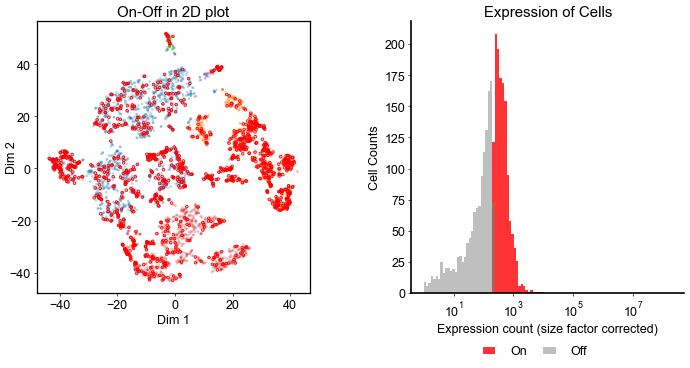 On-Off in 2D plot
40
20
0
−20
−40
Dim 2
−40
−20
0
20
40
Dim 1
Expression of Cells
200
175
150
125
100
75
50
25
0
Cell Counts
10^1
10^3
10^5
10^7
Expression count (size factor corrected)
On
Off